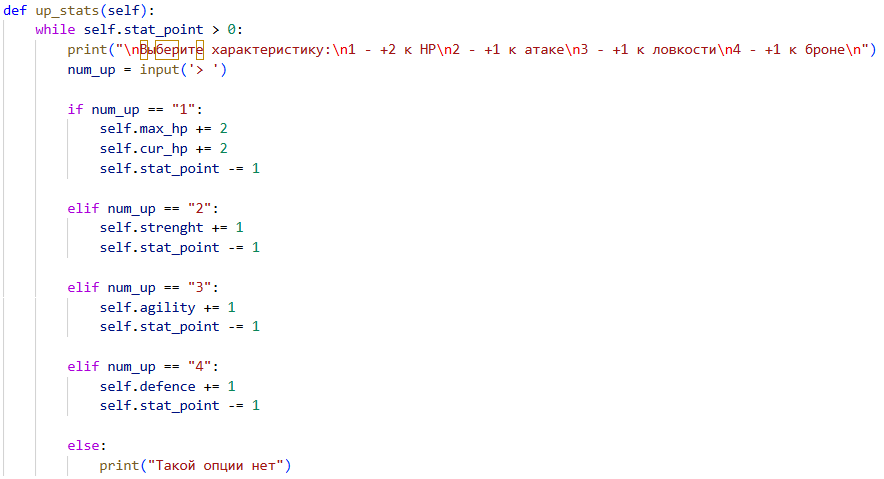 def up_stats(self):
    while self.stat_point > 0:
        print("\nВыберите характеристику:\n1 - +2 к HP\n2 - +1 к атаке\n3 - +1 к ловкости\n4 - +1 к броне\n")
        num_up = input('> ')

        if num_up == "1":
            self.max_hp += 2
            self.cur_hp += 2
            self.stat_point -= 1

        elif num_up == "2":
            self.strenght += 1
            self.stat_point -= 1

        elif num_up == "3":
            self.agility += 1
            self.stat_point -= 1

        elif num_up == "4":
            self.defence += 1
            self.stat_point -= 1

        else:
            print("Такой опции нет")